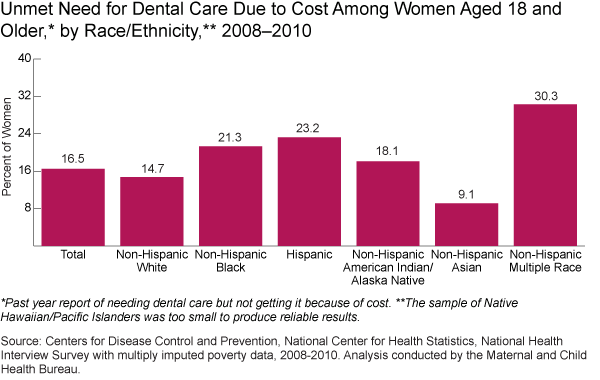 Unmet Need for Dental Care Due to Cost Among Women Aged 18 and
Older,* by Race/Ethnicity,** 2008–2010
40
32
24
16
8
Percent of Women
16.5
14.7
21.3
23.2
18.1
9.1
30.3
Total
Non-Hispanic
White
Non-Hispanic
Black
Hispanic
Non-Hispanic
American Indian/
Alaska Native
Non-Hispanic
Asian
Non-Hispanic
Multiple Race
*Past year report of needing dental care but not getting it because of cost. **The sample of Native
Hawaiian/Pacific Islanders was too small to produce reliable results.
Source: Centers for Disease Control and Prevention, National Center for Health Statistics, National Health
Interview Survey with multiply imputed poverty data, 2008-2010. Analysis conducted by the Maternal and Child
Health Bureau.